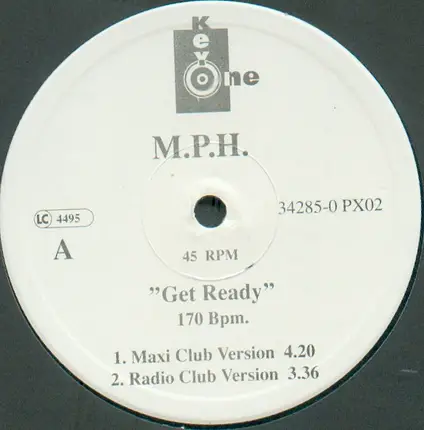 Key One
M.P.H.
LC 4495
34285-0 PX02
A
45 RPM
"Get Ready"
170 Bpm.
1. Maxi Club Version 4.20
2. Radio Club Version 3.36